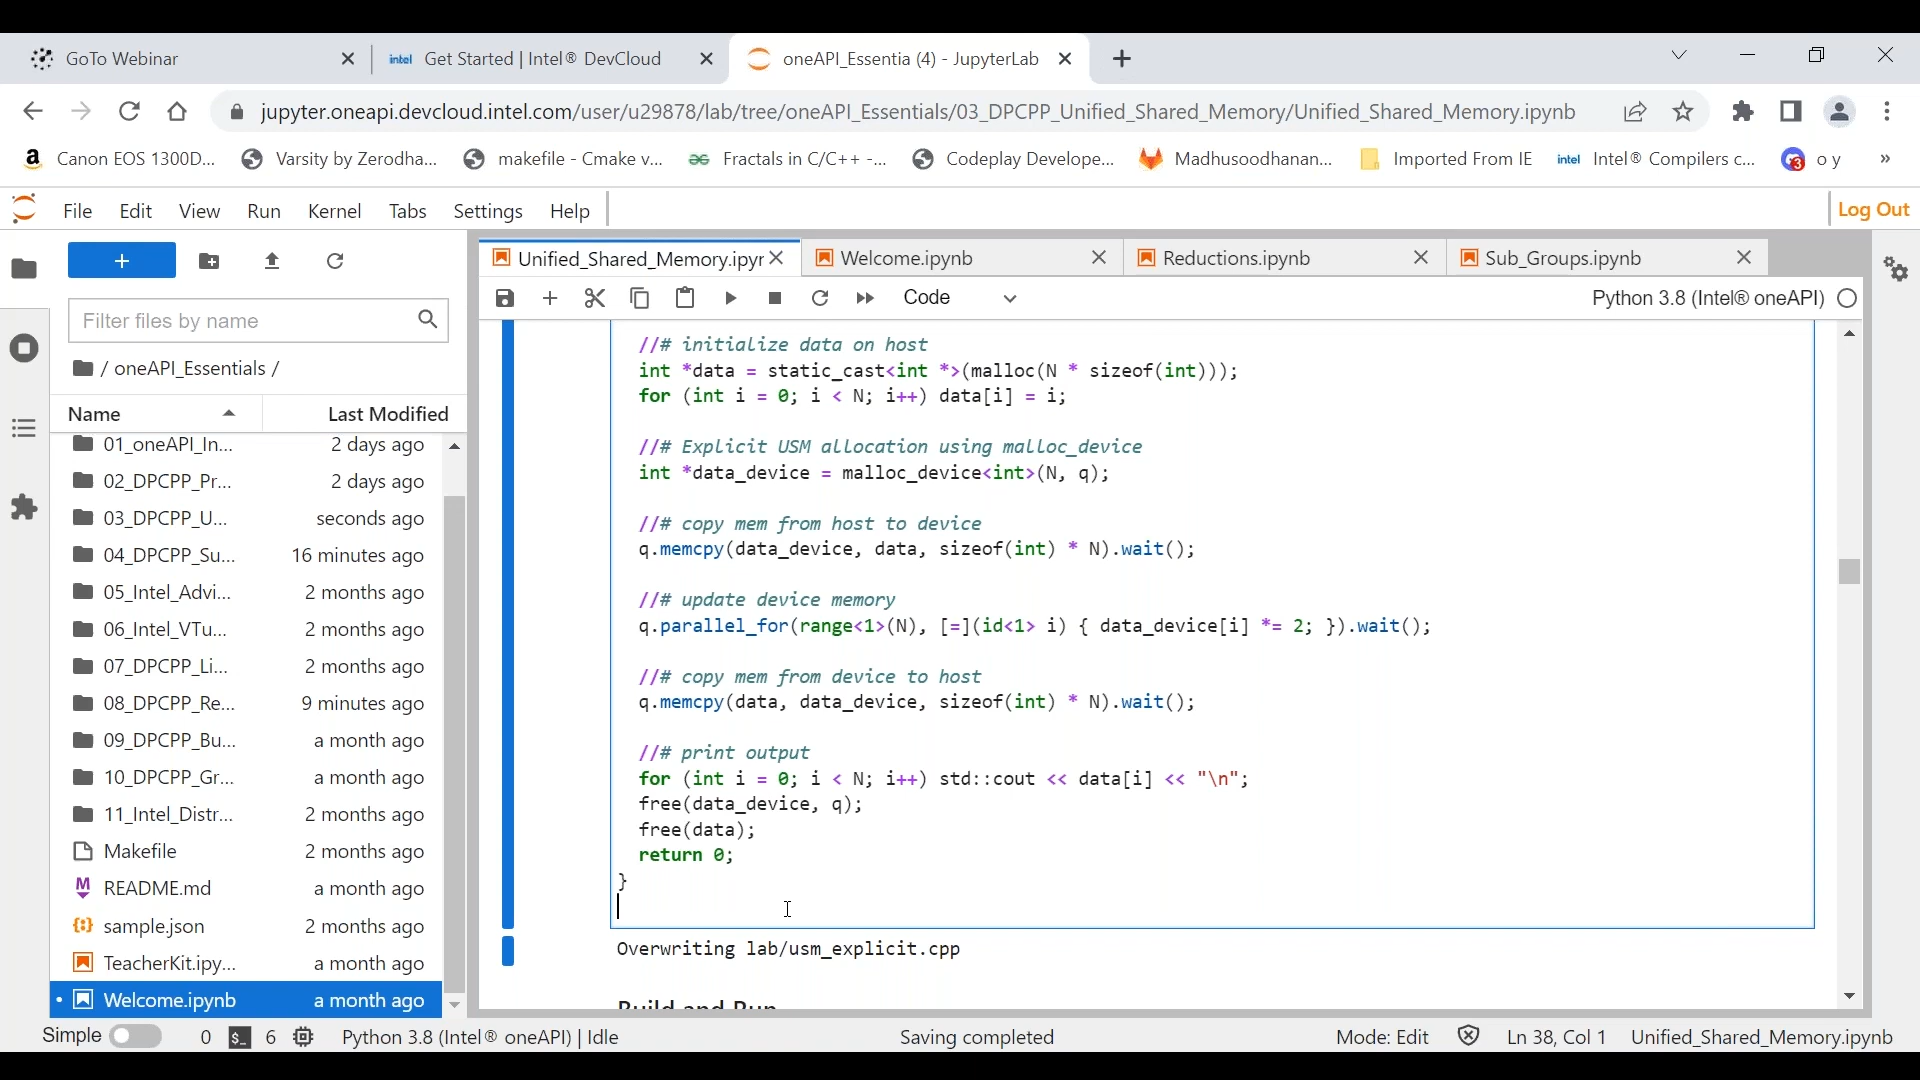 GoTo Webinar
intel Get Started | Intel® DevCloud
oneAPI_Essentia (4) - JupyterLab
jupyter.oneapi.devcloud.intel.com/user/u29878/lab/tree/oneAPI_Essentials/03_DPCPP_Unified_Shared_Memory/Unified_Shared_Memory.ipynb
a Canon EOS 1300D... Varsity by Zerodha... makefile - Cmake v... Fractals in C/C++ -... Codeplay Develope... Madhusoodhanan... Imported From IE intel Intel® Compilers c... 3 o y »
File Edit View Run Kernel Tabs Settings Help
Log Out
Unified_Shared_Memory.ipyr Welcome.ipynb Reductions.ipynb Sub_Groups.ipynb
Code
Python 3.8 (Intel® oneAPI)
Filter files by name
/ oneAPI_Essentials /
Name Last Modified
01_oneAPI_In... 2 days ago
02_DPCPP_Pr... 2 days ago
03_DPCPP_U... seconds ago
04_DPCPP_Su... 16 minutes ago
05_Intel_Advi... 2 months ago
06_Intel_VTu... 2 months ago
07_DPCPP_Li... 2 months ago
08_DPCPP_Re... 9 minutes ago
09_DPCPP_Bu... a month ago
10_DPCPP_Gr... a month ago
11_Intel_Distr... 2 months ago
Makefile 2 months ago
README.md a month ago
sample.json 2 months ago
TeacherKit.ipy... a month ago
Welcome.ipynb a month ago
//# initialize data on host
int *data = static_cast<int *>(malloc(N * sizeof(int)));
for (int i = 0; i < N; i++) data[i] = i;
//# Explicit USM allocation using malloc_device
int *data_device = malloc_device<int>(N, q);
//# copy mem from host to device
q.memcpy(data_device, data, sizeof(int) * N).wait();
//# update device memory
q.parallel_for(range<1>(N), [=](id<1> i) { data_device[i] *= 2; }).wait();
//# copy mem from device to host
q.memcpy(data, data_device, sizeof(int) * N).wait();
//# print output
for (int i = 0; i < N; i++) std::cout << data[i] << "\n";
free(data_device, q);
free(data);
return 0;
}
Overwriting lab/usm_explicit.cpp
Build and Run
Simple 0 $_ 6 Python 3.8 (Intel® oneAPI) | Idle Saving completed Mode: Edit Ln 38, Col 1 Unified_Shared_Memory.ipynb